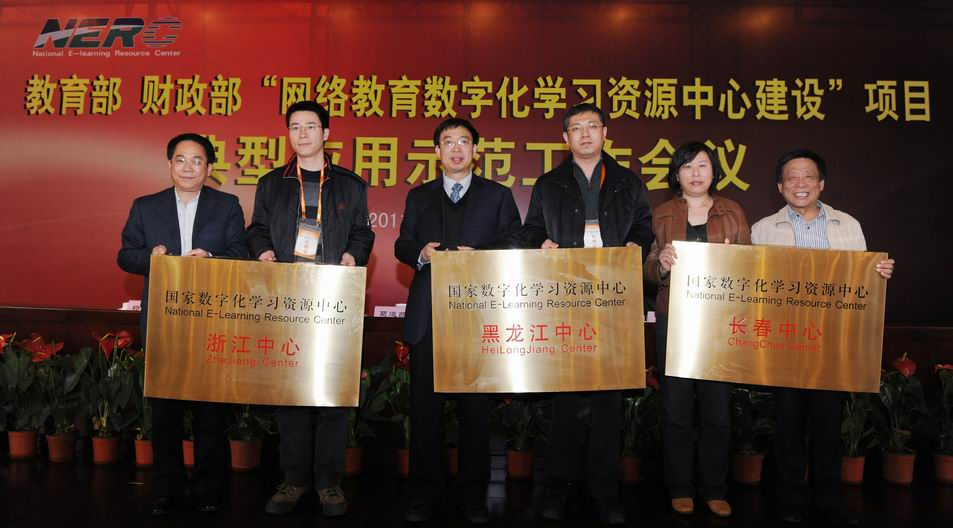 NERC
National E-learning Resource Center
教育部 财政部 “网络教育数字化学习资源中心建设” 项目
典型应用示范工作会议
201
国家数字化学习资源中心
National E-Learning Resource Center
浙江中心
Zhejiang Center
国家数字化学习资源中心
National E-Learning Resource Center
黑龙江中心
HeiLongJiang Center
国家数字化学习资源中心
National E-Learning Resource Center
长春中心
ChangChun Center